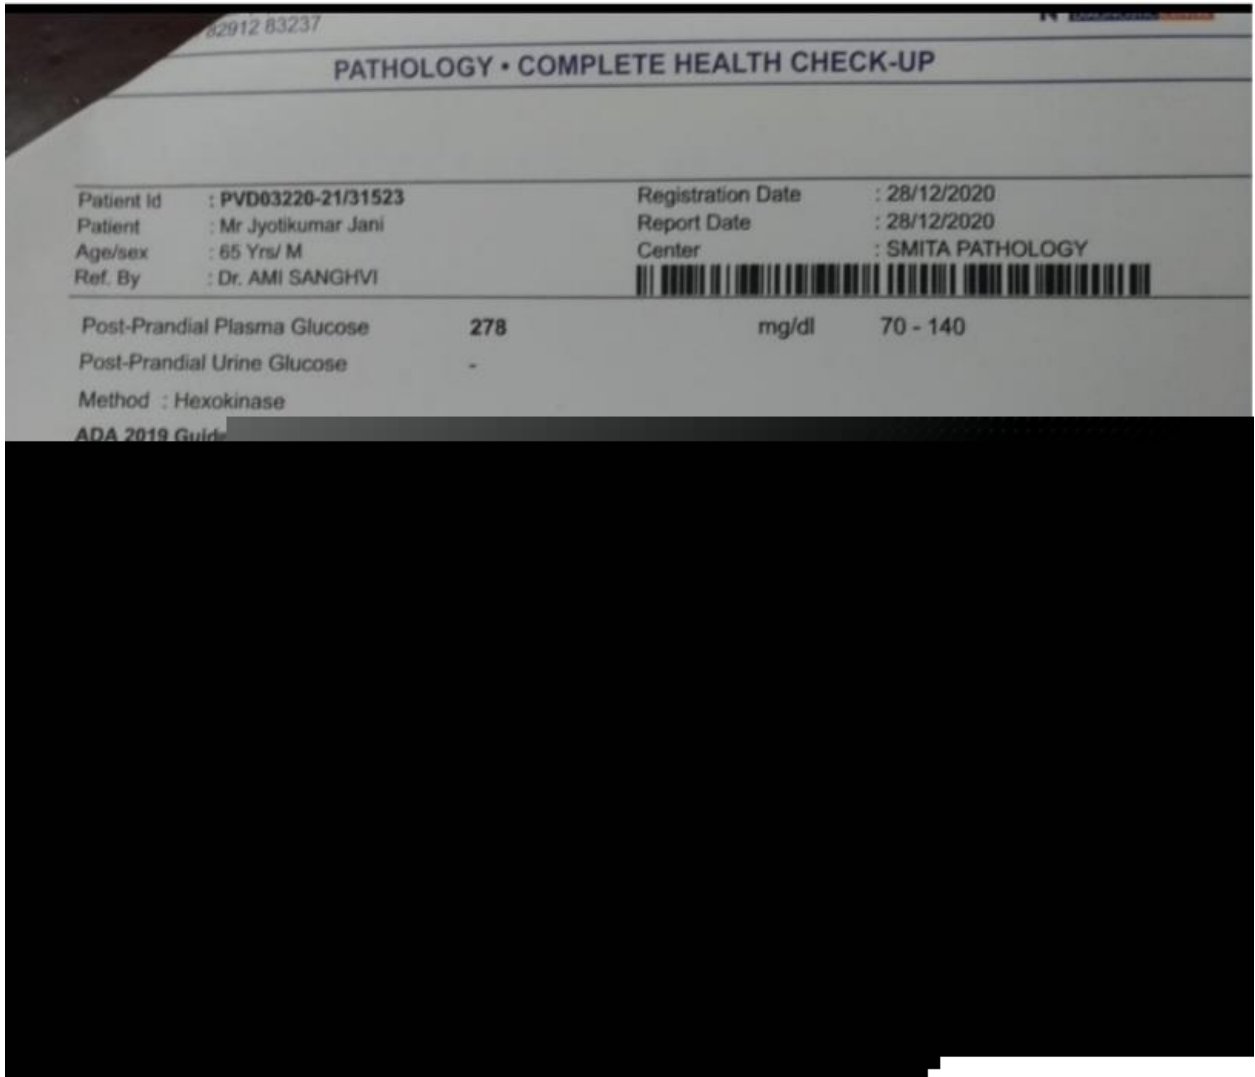 82912 83237
PATHOLOGY • COMPLETE HEALTH CHECK-UP
Patient Id : PVD03220-21/31523 Registration Date : 28/12/2020
Patient : Mr Jyotikumar Jani Report Date : 28/12/2020
Age/sex : 65 Yrs/ M Center : SMITA PATHOLOGY
Ref. By : Dr. AMI SANGHVI
Post-Prandial Plasma Glucose 278 mg/dl 70 - 140
Post-Prandial Urine Glucose -
Method : Hexokinase
ADA 2019